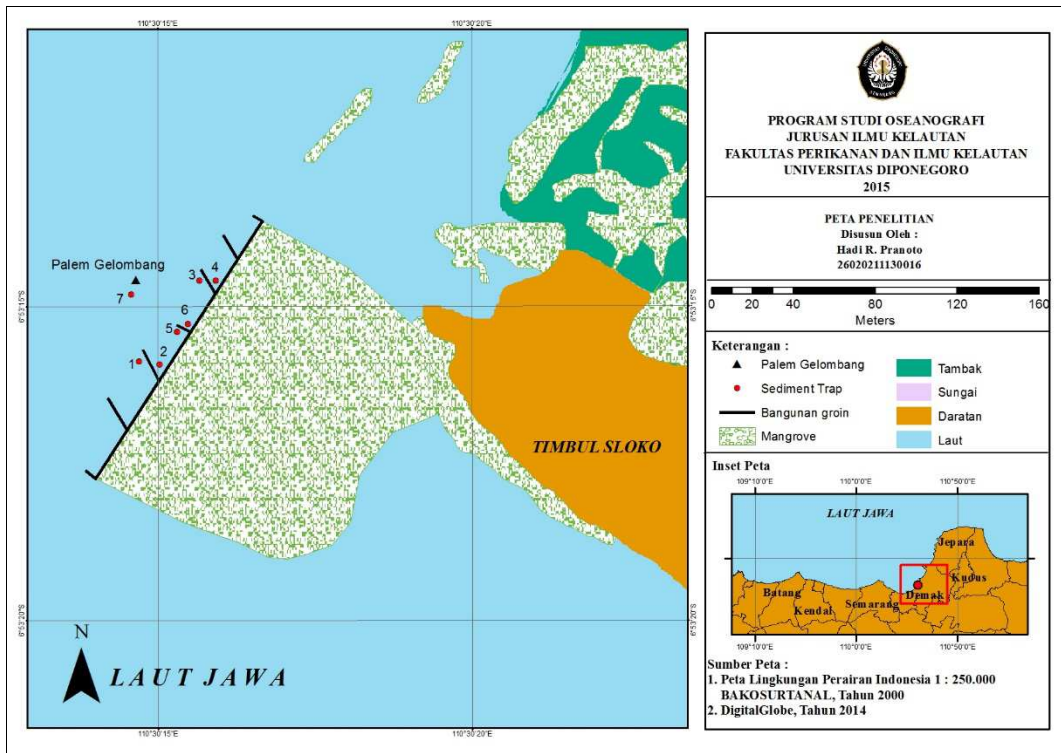 110°30'15"E
110°30'20"E
Palem Gelombang
3
4
7
6
5
1
2
6°53'15"S
6°53'15"S
TIMBUL SLOKO
6°53'20"S
6°53'20"S
N
LAUT JAWA
110°30'15"E
110°30'20"E
PROGRAM STUDI OSEANOGRAFI
JURUSAN ILMU KELAUTAN
FAKULTAS PERIKANAN DAN ILMU KELAUTAN
UNIVERSITAS DIPONEGORO
2015
PETA PENELITIAN
Disusun Oleh :
Hadi R. Pranoto
26020211130016
0 20 40 80 120 160
Meters
Keterangan :
Palem Gelombang
Sediment Trap
Bangunan groin
Mangrove
Tambak
Sungai
Daratan
Laut
Inset Peta
109°10'0"E 110°0'0"E 110°50'0"E
LAUT JAWA
Jepara
Kudus
Demak
Semarang
Batang
Kendal
109°10'0"E 110°0'0"E 110°50'0"E
Sumber Peta :
1. Peta Lingkungan Perairan Indonesia 1 : 250.000
BAKOSURTANAL, Tahun 2000
2. DigitalGlobe, Tahun 2014